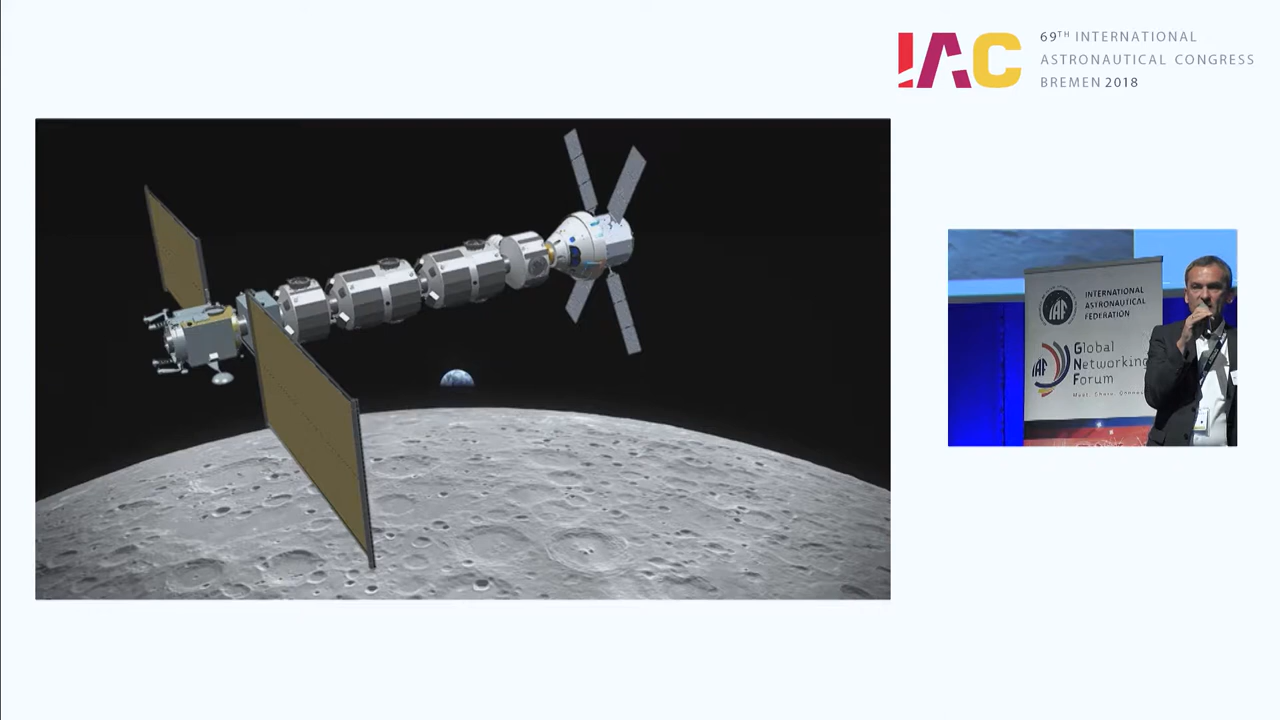 IAC
69TH INTERNATIONAL
ASTRONAUTICAL CONGRESS
BREMEN 2018
INTERNATIONAL
ASTRONAUTICAL
FEDERATION
IAF
Global
Networking
Forum
IAF